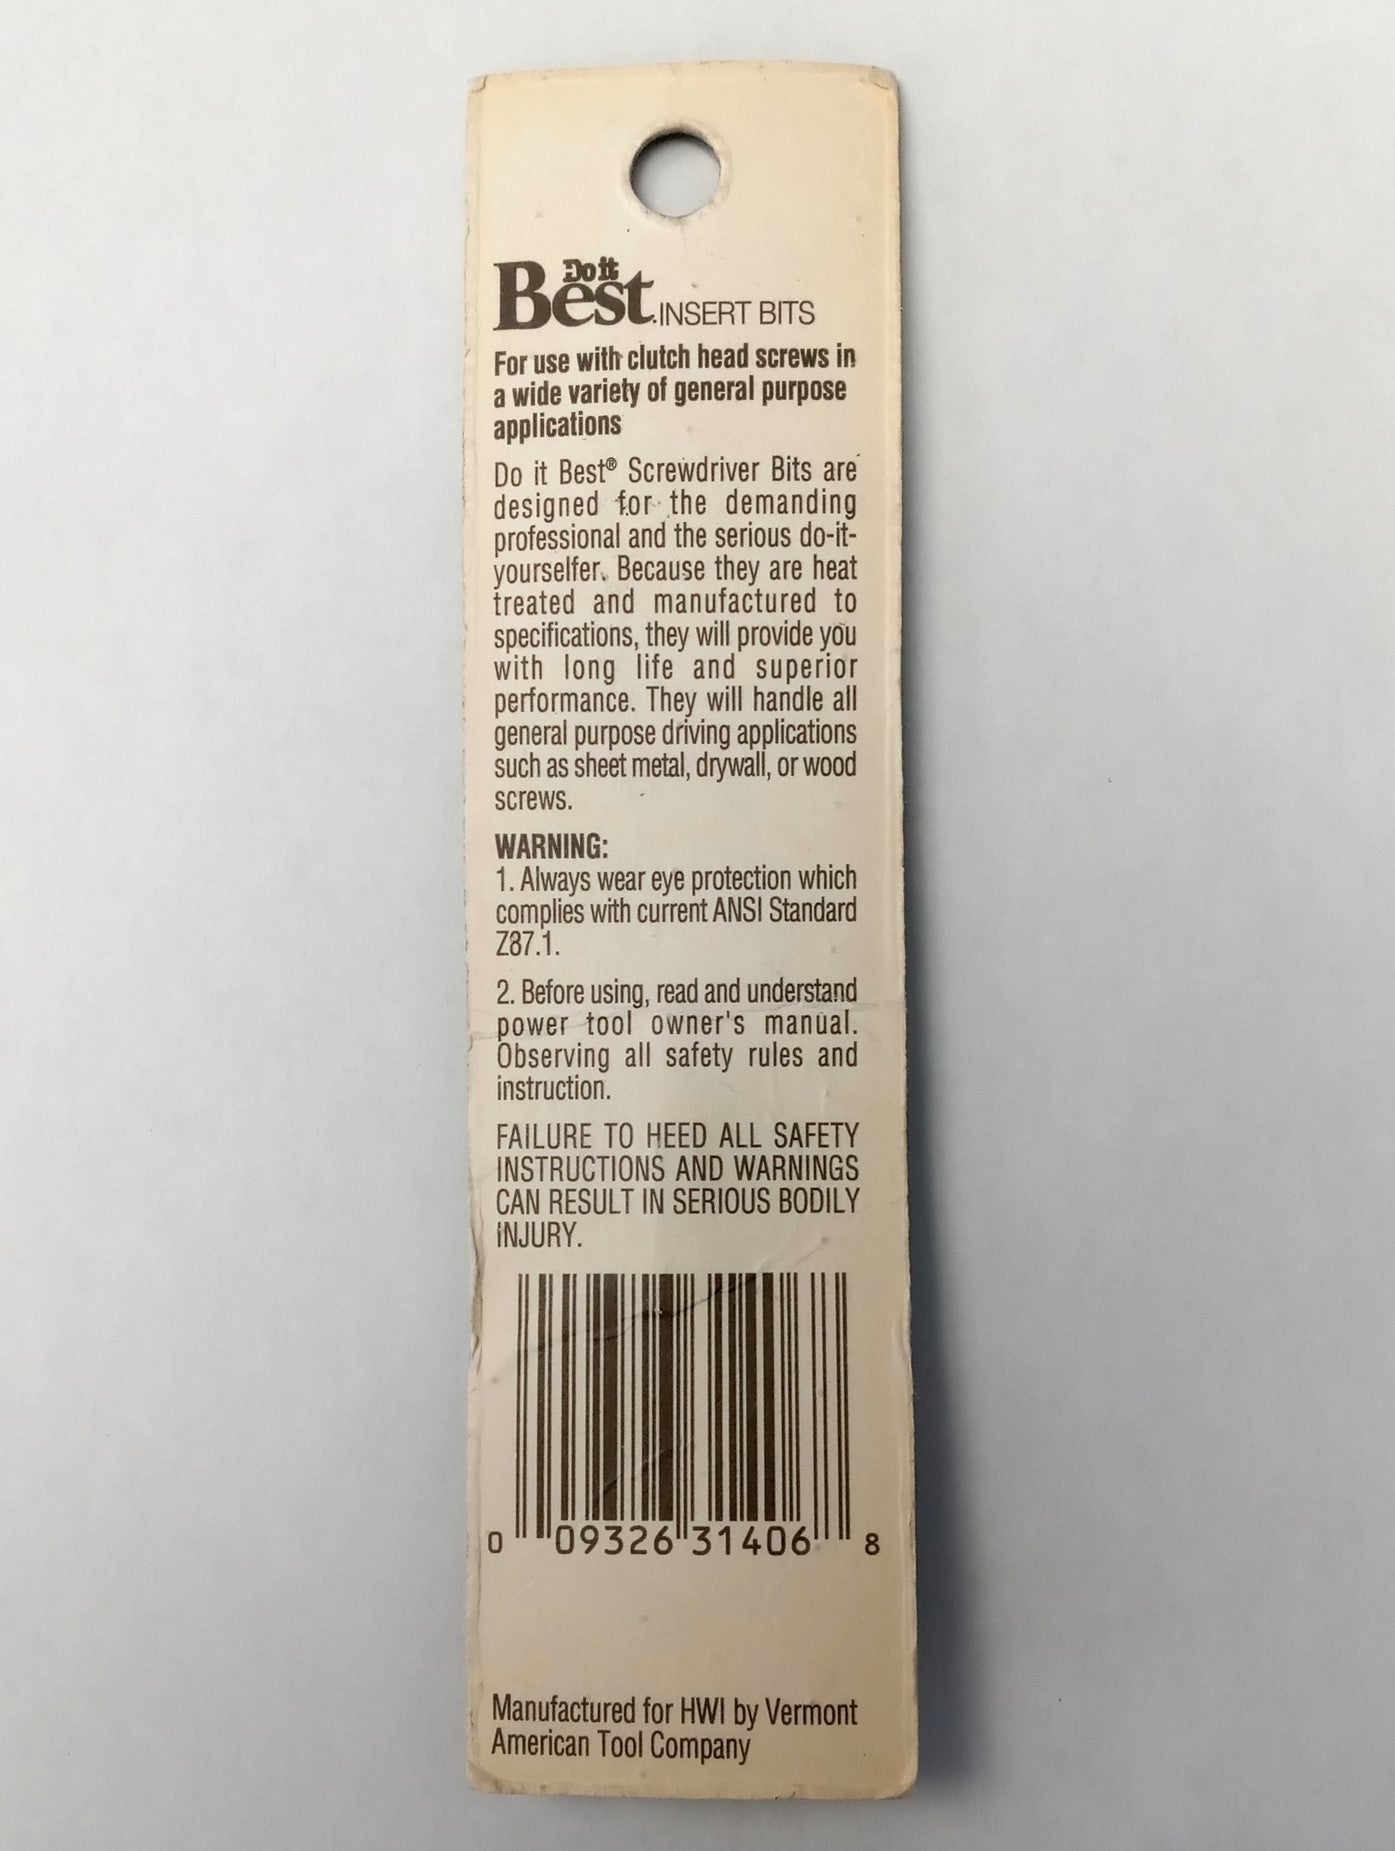 Do it
Best. INSERT BITS
For use with clutch head screws in
a wide variety of general purpose
applications
Do it Best® Screwdriver Bits are
designed for the demanding
professional and the serious do-it-
yourselfer. Because they are heat
treated and manufactured to
specifications, they will provide you
with long life and superior
performance. They will handle all
general purpose driving applications
such as sheet metal, drywall, or wood
screws.
WARNING:
1. Always wear eye protection which
complies with current ANSI Standard
Z87.1.
2. Before using, read and understand
power tool owner's manual.
Observing all safety rules and
instruction.
FAILURE TO HEED ALL SAFETY
INSTRUCTIONS AND WARNINGS
CAN RESULT IN SERIOUS BODILY
INJURY.
0 09326 31406 8
Manufactured for HWI by Vermont
American Tool Company